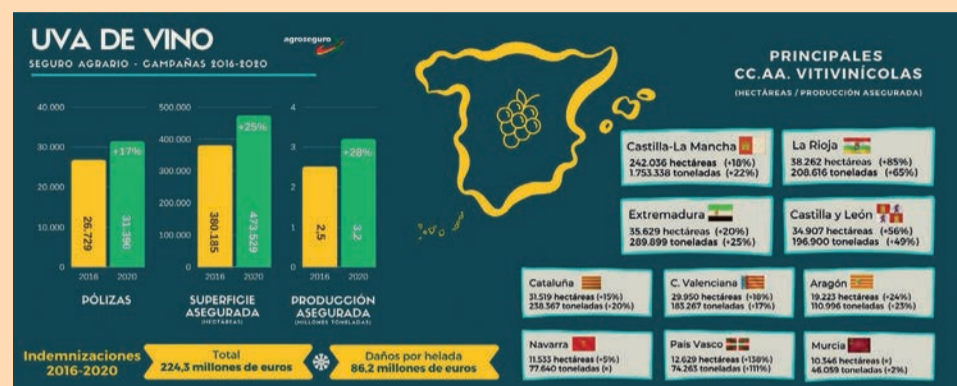 UVA DE VINO
agroseguro
SEGURO AGRARIO - CAMPAÑAS 2016-2020
40.000
30.000
20.000
10.000
0
+17%
26.729
31.390
2016
2020
PÓLIZAS
500.000
400.000
300.000
200.000
100.000
0
+25%
380.185
473.529
2016
2020
SUPERFICIE
ASEGURADA
(HECTÁREAS)
4
3
2
1
0
+28%
2,5
3,2
2016
2020
PRODUCCIÓN
ASEGURADA
(MILLONES TONELADAS)
Indemnizaciones
2016-2020
Total
224,3 millones de euros
Daños por helada
86,2 millones de euros
PRINCIPALES
CC.AA. VITIVINÍCOLAS
(HECTÁREAS / PRODUCCIÓN ASEGURADA)
Castilla-La Mancha
242.036 hectáreas (+18%)
1.753.338 toneladas (+22%)
La Rioja
38.262 hectáreas (+85%)
208.616 toneladas (+65%)
Extremadura
35.629 hectáreas (+20%)
289.899 toneladas (+25%)
Castilla y León
34.907 hectáreas (+56%)
196.900 toneladas (+49%)
Cataluña
31.519 hectáreas (+15%)
238.367 toneladas (+20%)
C. Valenciana
29.950 hectáreas (+18%)
183.267 toneladas (+17%)
Aragón
19.223 hectáreas (+24%)
110.996 toneladas (+23%)
Navarra
11.533 hectáreas (+5%)
77.640 toneladas (=)
País Vasco
12.629 hectáreas (+138%)
74.263 toneladas (+111%)
Murcia
10.346 hectáreas (=)
46.059 toneladas (+2%)